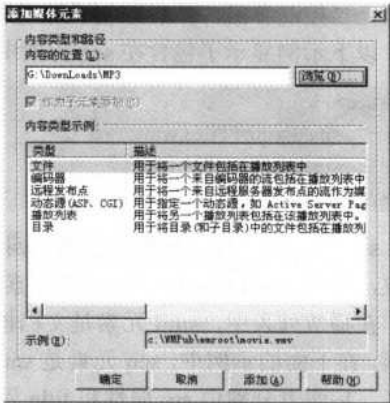 添加媒体元素
内容类型和路径
内容的位置(L):
G:\DownLoads\MP3
浏览(B)...
作为子元素添加(C)
内容类型示例:
类型 描述
文件 用于将一个文件包括在播放列表中
编码器 用于将一个来自编码器的流包括在播放列表中
远程发布点 用于将一个来自远程服务器发布点的流作为媒
动态源(ASP、CGI) 用于指定一个动态源，如 Active Server Pag
播放列表 用于将另一个播放列表包括在该播放列表中。
目录 用于将目录(和子目录)中的文件包括在播放列
示例(E): c:\WMPub\wmroot\movie.wmv
确定 取消 添加(A) 帮助(H)